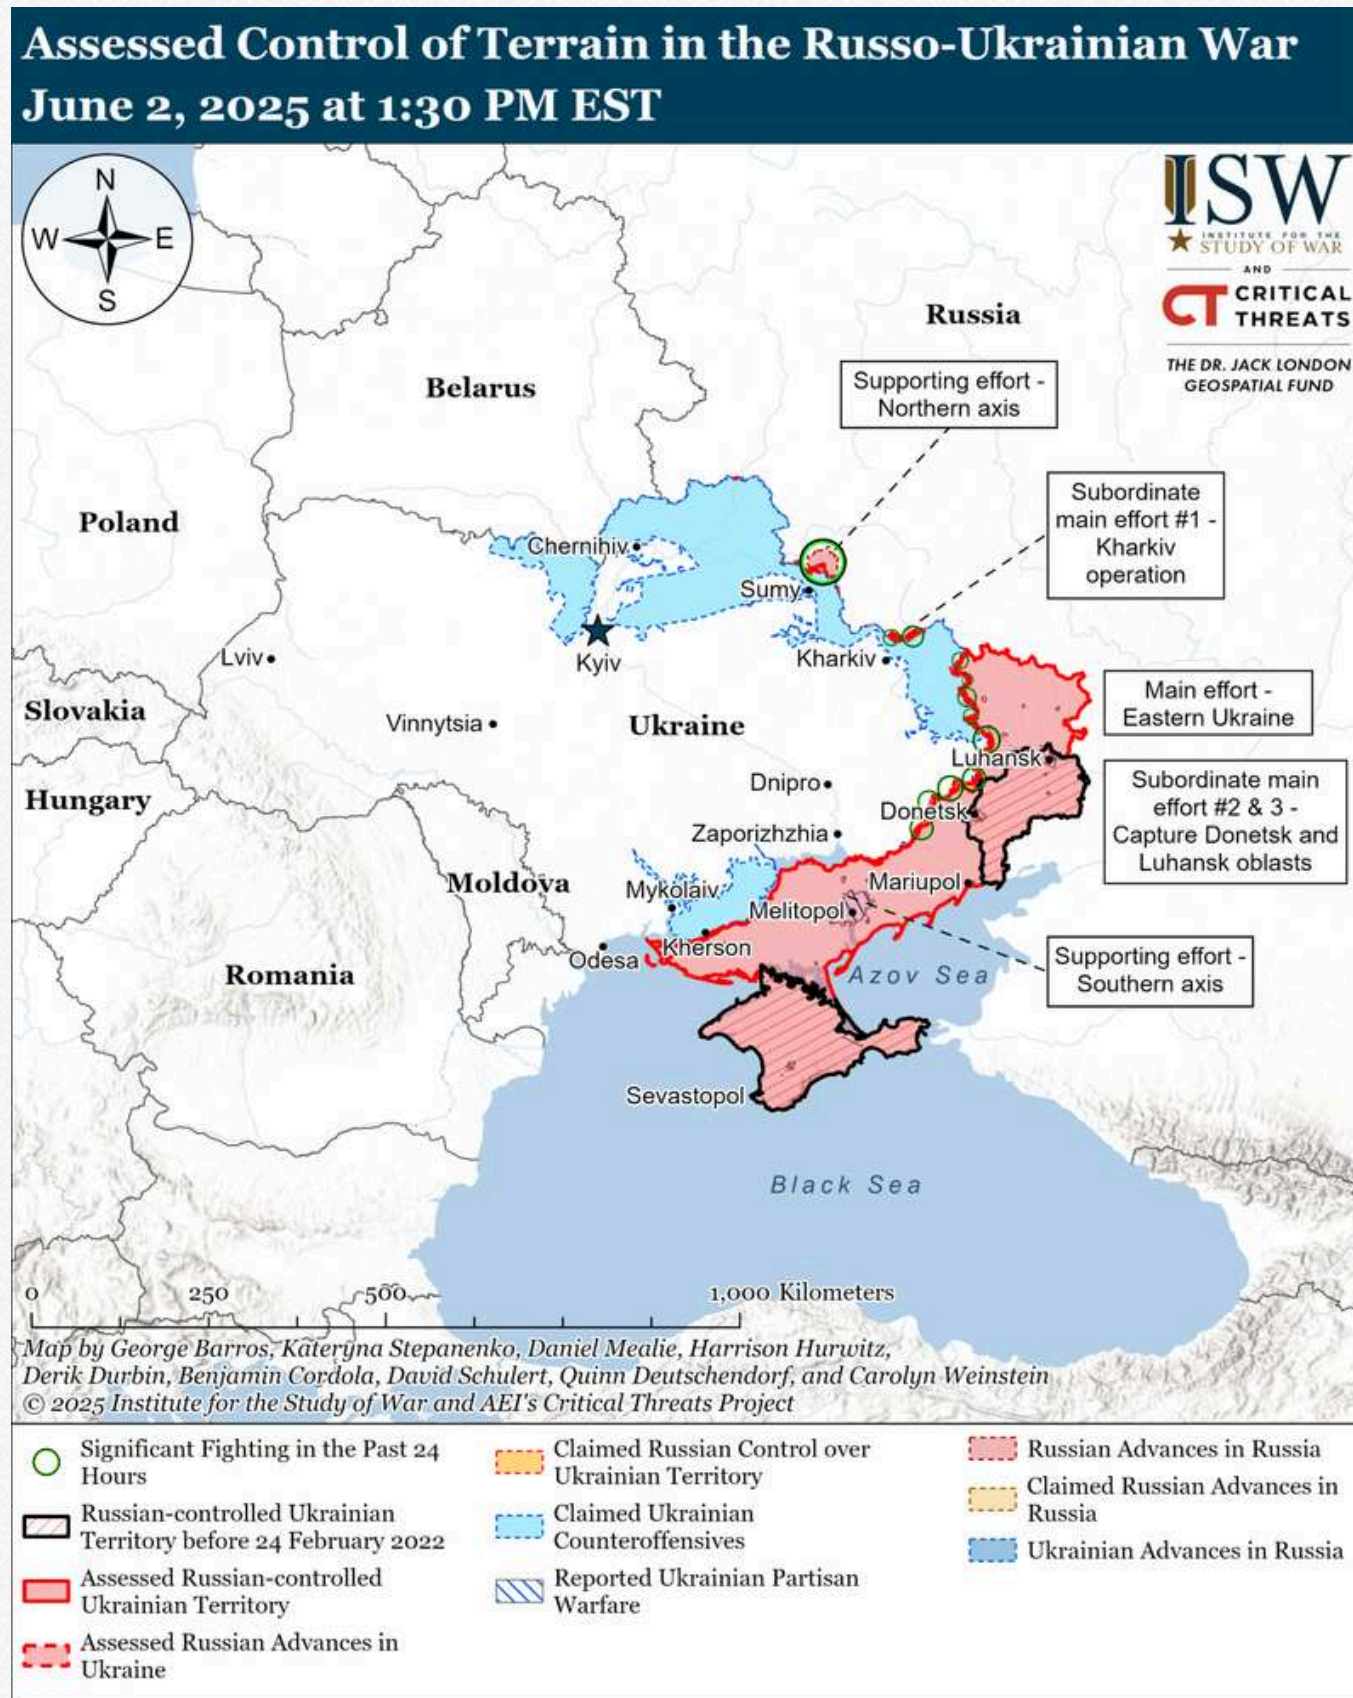 Assessed Control of Terrain in the Russo-Ukrainian War
June 2, 2025 at 1:30 PM EST
N
W
E
S
ISW
INSTITUTE FOR THE
STUDY OF WAR
AND
CT CRITICAL
THREATS
THE DR. JACK LONDON
GEOSPATIAL FUND
Russia
Belarus
Supporting effort -
Northern axis
Poland
Subordinate
main effort #1 -
Kharkiv
operation
Chernihiv
Sumy
Kyiv
Lviv
Kharkiv
Slovakia
Main effort -
Eastern Ukraine
Vinnytsia
Ukraine
Luhansk
Hungary
Dnipro
Donetsk
Subordinate main
effort #2 & 3 -
Capture Donetsk and
Luhansk oblasts
Zaporizhzhia
Moldova
Mykolaiv
Mariupol
Melitopol
Kherson
Odesa
Romania
Azov Sea
Supporting effort -
Southern axis
Sevastopol
Black Sea
0 250 500 1,000 Kilometers
Map by George Barros, Kateryna Stepanenko, Daniel Mealie, Harrison Hurwitz,
Derik Durbin, Benjamin Cordola, David Schulert, Quinn Deutschendorf, and Carolyn Weinstein
© 2025 Institute for the Study of War and AEI's Critical Threats Project
Significant Fighting in the Past 24
Hours
Russian-controlled Ukrainian
Territory before 24 February 2022
Assessed Russian-controlled
Ukrainian Territory
Assessed Russian Advances in
Ukraine
Claimed Russian Control over
Ukrainian Territory
Claimed Ukrainian
Counteroffensives
Reported Ukrainian Partisan
Warfare
Russian Advances in Russia
Claimed Russian Advances in
Russia
Ukrainian Advances in Russia